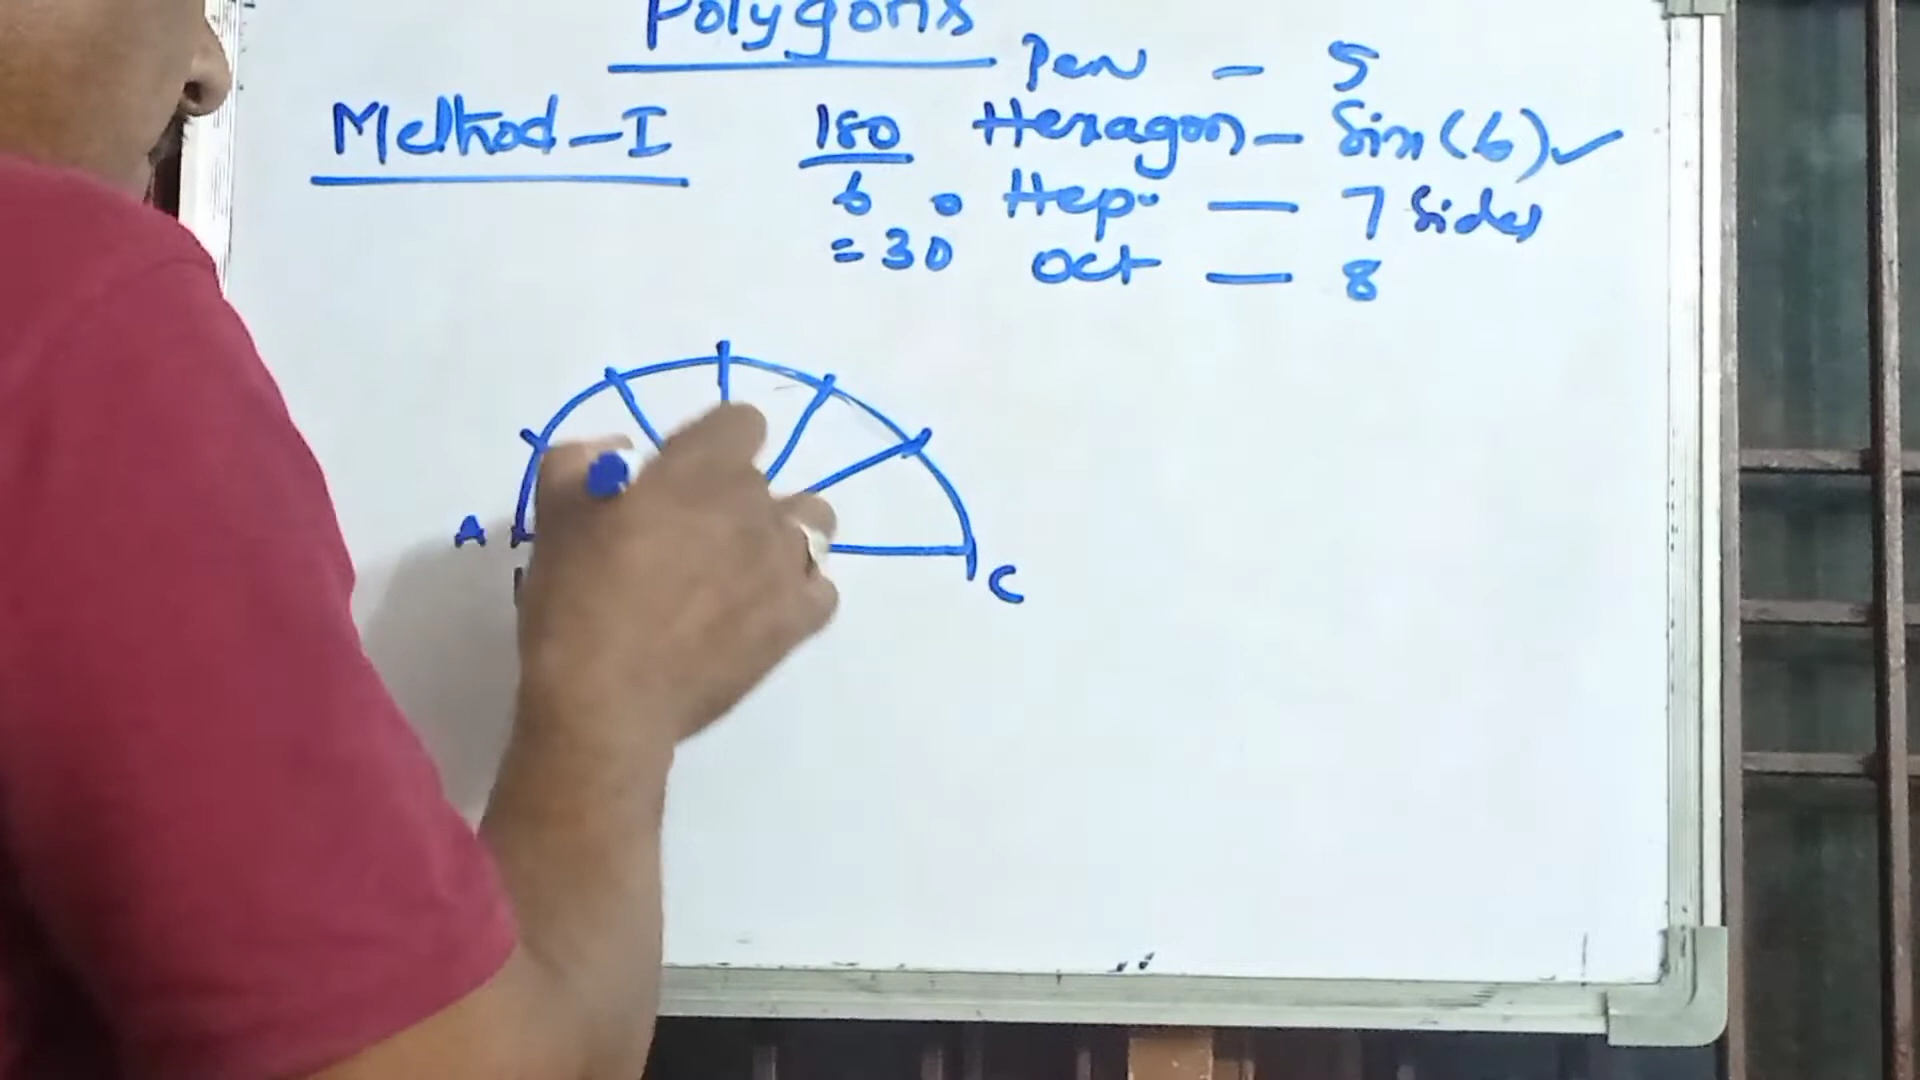 Polygons
Pen - 5
Method-I 180 Hexagon - Six (6) ✓
6 Hep. - 7 Sides
= 30° Oct - 8
A
C